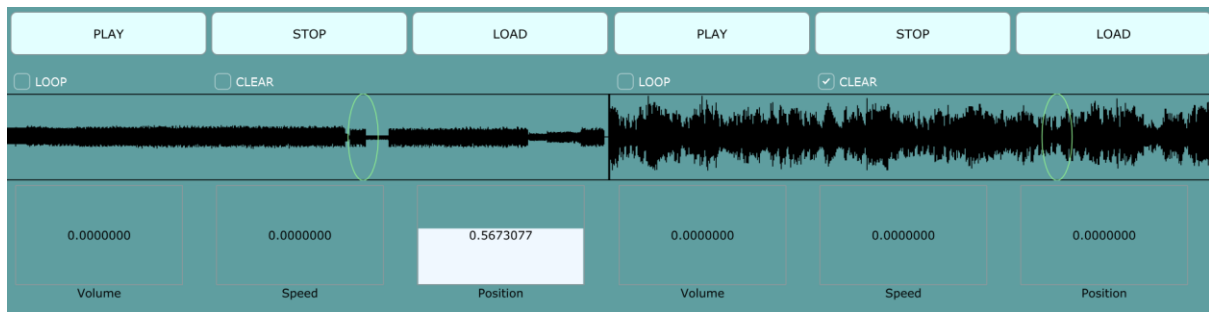 PLAY STOP LOAD PLAY STOP LOAD
LOOP CLEAR LOOP CLEAR
0.0000000 0.0000000 0.5673077 0.0000000 0.0000000 0.0000000
Volume Speed Position Volume Speed Position